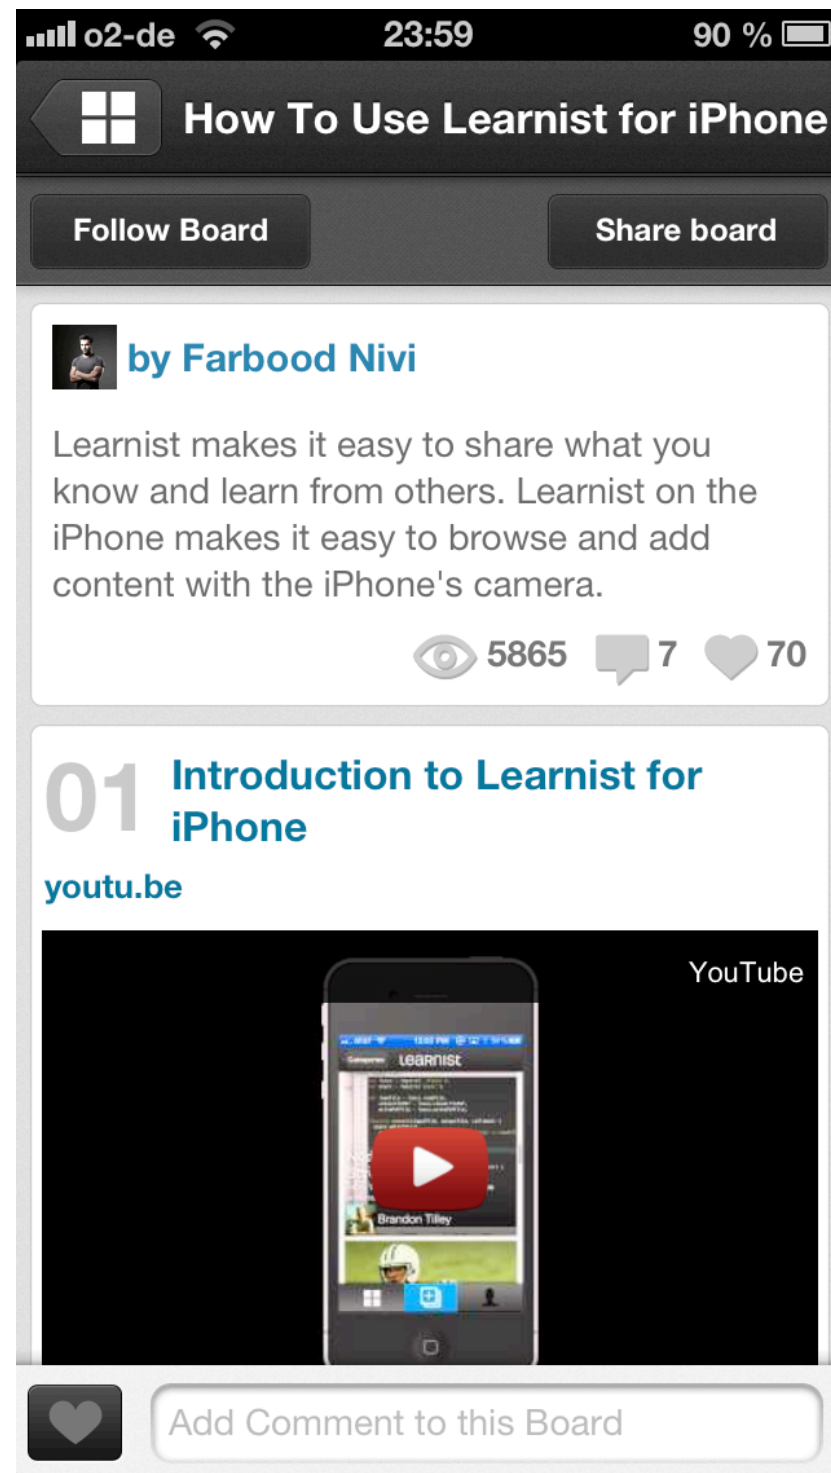 o2-de 23:59 90 %
How To Use Learnist for iPhone
Follow Board Share board
by Farbood Nivi
Learnist makes it easy to share what you
know and learn from others. Learnist on the
iPhone makes it easy to browse and add
content with the iPhone's camera.
5865 7 70
01 Introduction to Learnist for
iPhone
youtu.be
YouTube
Categories LEARNIST
Brandon Tilley
Add Comment to this Board